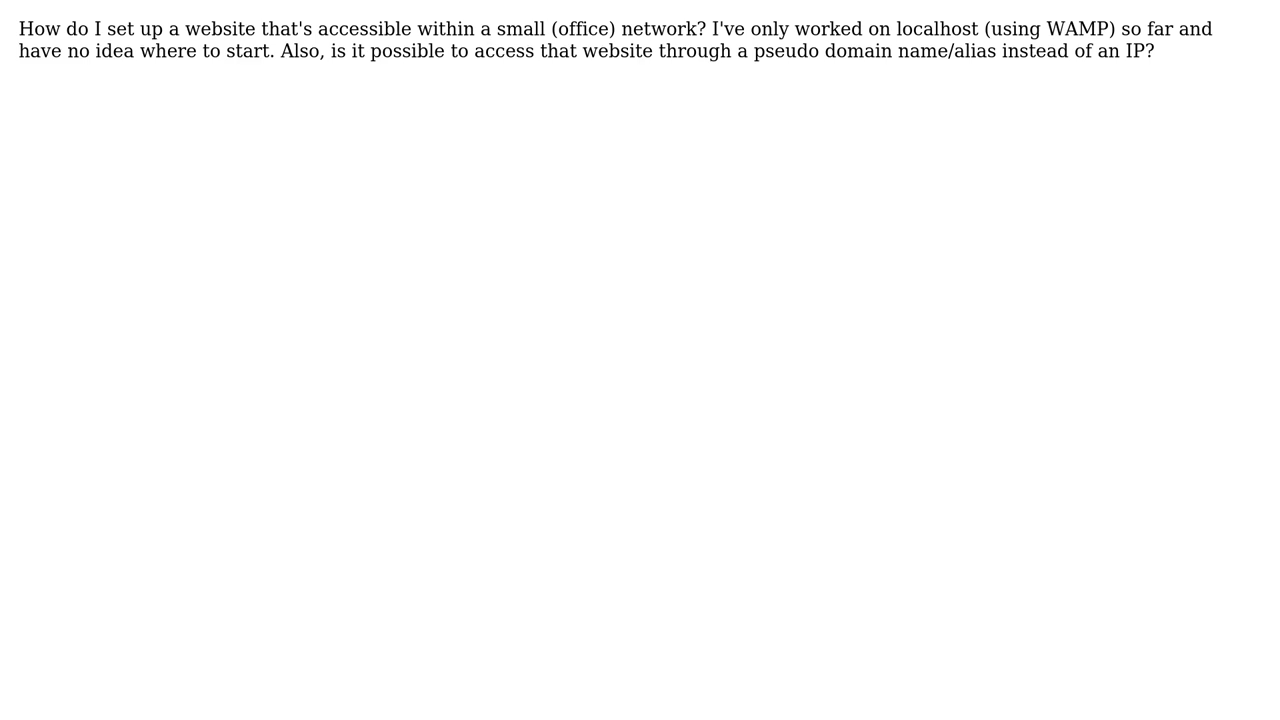 How do I set up a website that's accessible within a small (office) network? I've only worked on localhost (using WAMP) so far and
have no idea where to start. Also, is it possible to access that website through a pseudo domain name/alias instead of an IP?